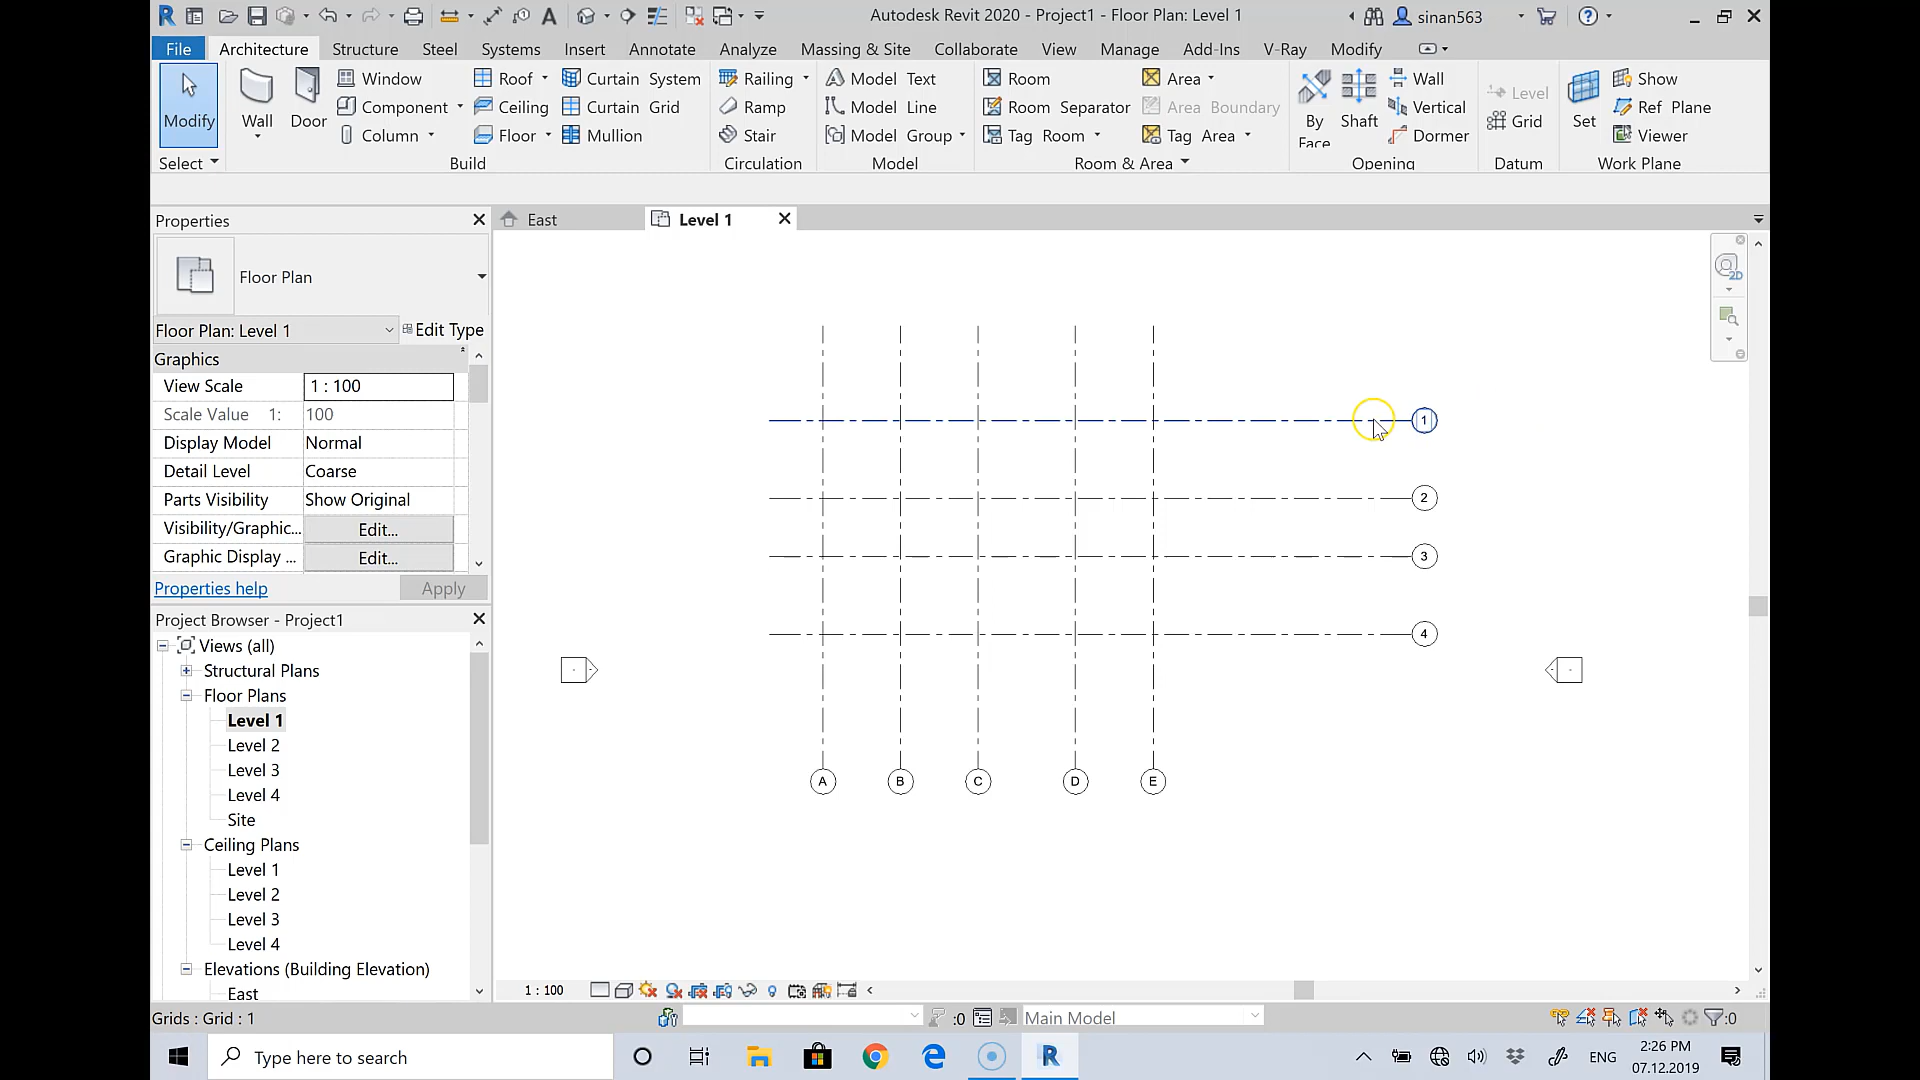 Autodesk Revit 2020 - Project1 - Floor Plan: Level 1
sinan563
File
Architecture
Structure
Steel
Systems
Insert
Annotate
Analyze
Massing & Site
Collaborate
View
Manage
Add-Ins
V-Ray
Modify
Modify
Wall
Door
Window
Component
Column
Roof
Ceiling
Floor
Curtain System
Curtain Grid
Mullion
Railing
Ramp
Stair
Model Text
Model Line
Model Group
Room
Room Separator
Tag Room
Area
Area Boundary
Tag Area
By
Face
Shaft
Wall
Vertical
Dormer
Level
Grid
Set
Show
Ref Plane
Viewer
Select
Build
Circulation
Model
Room & Area
Opening
Datum
Work Plane
Properties
Floor Plan
Floor Plan: Level 1
Edit Type
Graphics
View Scale
1 : 100
Scale Value 1:
100
Display Model
Normal
Detail Level
Coarse
Parts Visibility
Show Original
Visibility/Graphic...
Edit...
Graphic Display ...
Edit...
Properties help
Apply
Project Browser - Project1
Views (all)
Structural Plans
Floor Plans
Level 1
Level 2
Level 3
Level 4
Site
Ceiling Plans
Level 1
Level 2
Level 3
Level 4
Elevations (Building Elevation)
East
East
Level 1
2D
1
2
3
4
A
B
C
D
E
1 : 100
Grids : Grid : 1
:0
Main Model
:0
Type here to search
ENG
2:26 PM
07.12.2019